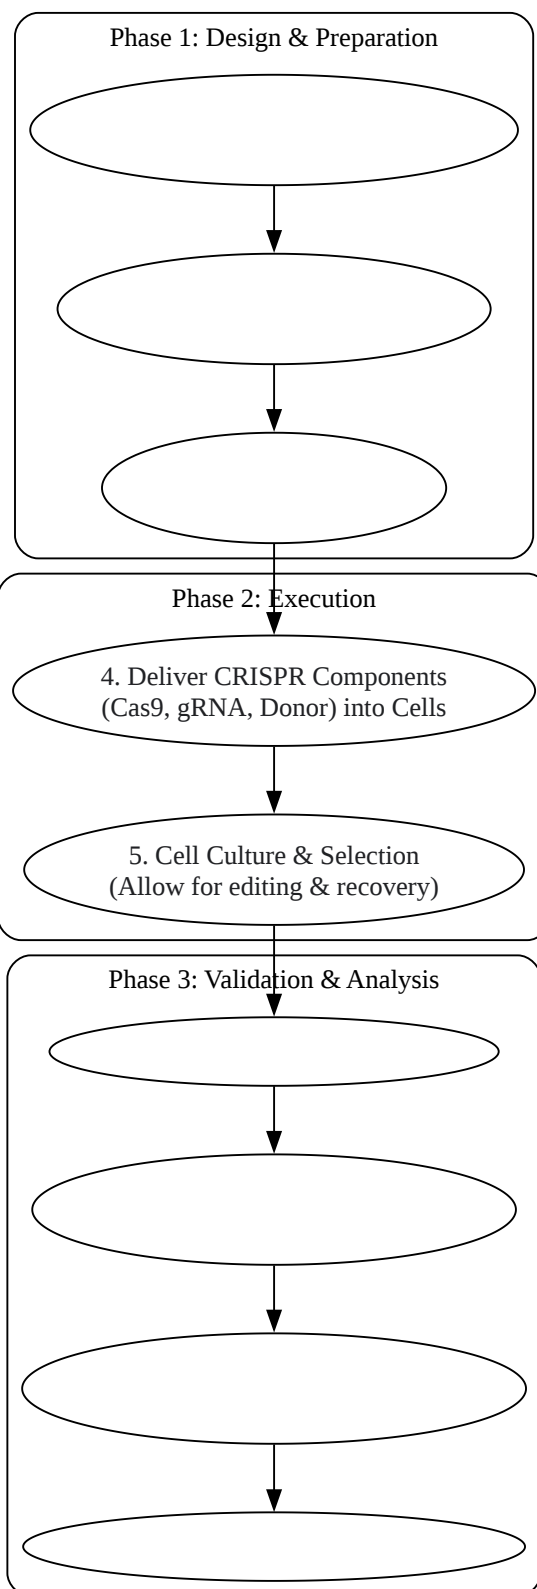 Phase 1: Design & Preparation
Phase 2: Execution
4. Deliver CRISPR Components
(Cas9, gRNA, Donor) into Cells
5. Cell Culture & Selection
(Allow for editing & recovery)
Phase 3: Validation & Analysis